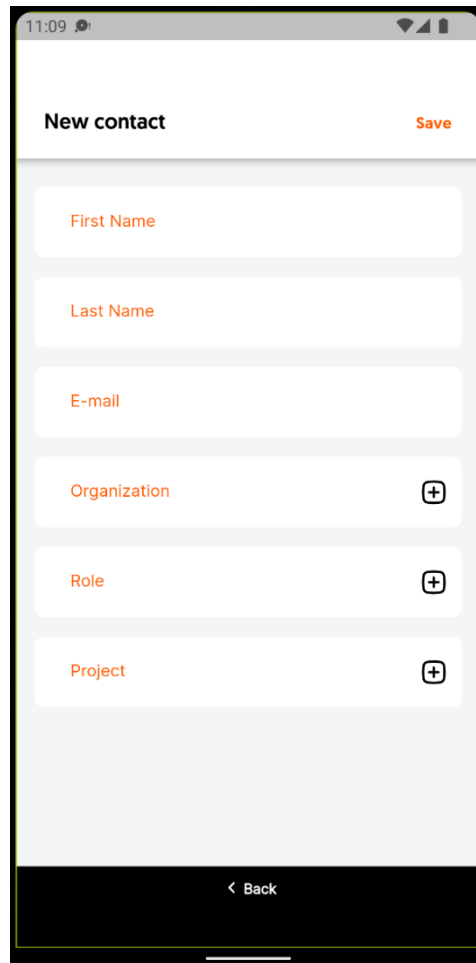 11:09
New contact
Save
First Name
Last Name
E-mail
Organization
Role
Project
Back